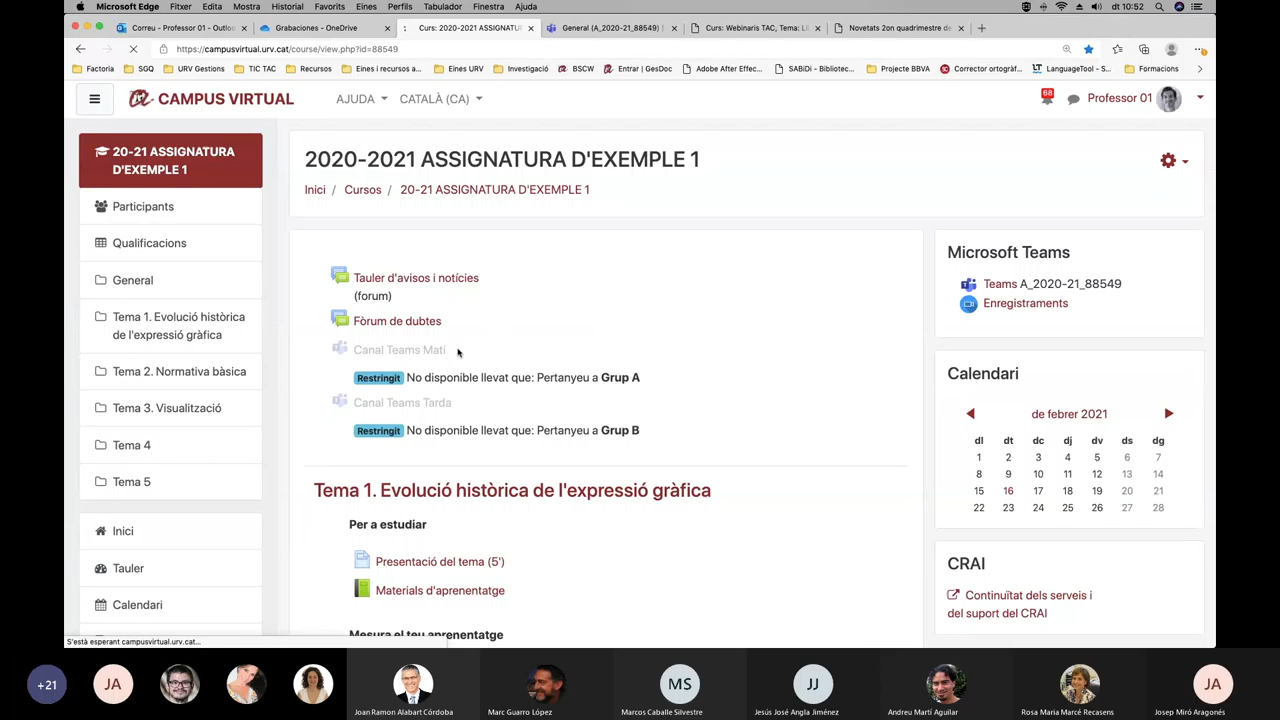 Microsoft Edge Fitxer Edita Mostra Historial Favorits Eines Perfils Tabulador Finestra Ajuda dt 10:52
Correu - Professor 01 - Outloo
Grabaciones - OneDrive
Curs: 2020-2021 ASSIGNATU
General (A_2020-21_88549) |
Curs: Webinaris TAC, Tema: Ll
Novetats 2on quadrimestre de
https://campusvirtual.urv.cat/course/view.php?id=88549
Factoria SGQ URV Gestions TIC TAC Recursos Eines i recursos a... Eines URV Investigació BSCW Entrar | GesDoc Adobe After Effec... SABiDi - Bibliotec... Projecte BBVA Corrector ortogràf... LanguageTool - S... Formacions
CAMPUS VIRTUAL
AJUDA
CATALÀ (CA)
68
Professor 01
20-21 ASSIGNATURA
D'EXEMPLE 1
Participants
Qualificacions
General
Tema 1. Evolució històrica
de l'expressió gràfica
Tema 2. Normativa bàsica
Tema 3. Visualització
Tema 4
Tema 5
Inici
Tauler
Calendari
S'està esperant campusvirtual.urv.cat...
2020-2021 ASSIGNATURA D'EXEMPLE 1
Inici / Cursos / 20-21 ASSIGNATURA D'EXEMPLE 1
Tauler d'avisos i notícies
(forum)
Fòrum de dubtes
Canal Teams Matí
Restringit No disponible llevat que: Pertanyeu a Grup A
Canal Teams Tarda
Restringit No disponible llevat que: Pertanyeu a Grup B
Tema 1. Evolució històrica de l'expressió gràfica
Per a estudiar
Presentació del tema (5')
Materials d'aprenentatge
Mesura el teu aprenentatge
Microsoft Teams
Teams A_2020-21_88549
Enregistraments
Calendari
de febrer 2021
dl dt dc dj dv ds dg
1 2 3 4 5 6 7
8 9 10 11 12 13 14
15 16 17 18 19 20 21
22 23 24 25 26 27 28
CRAI
Continuïtat dels serveis i
del suport del CRAI
+21
JA
MS
JJ
JA
Joan Ramon Alabart Córdoba
Marc Guarro López
Marcos Caballe Silvestre
Jesús José Angla Jiménez
Andreu Martí Aguilar
Rosa Maria Marcé Recasens
Josep Miró Aragonés